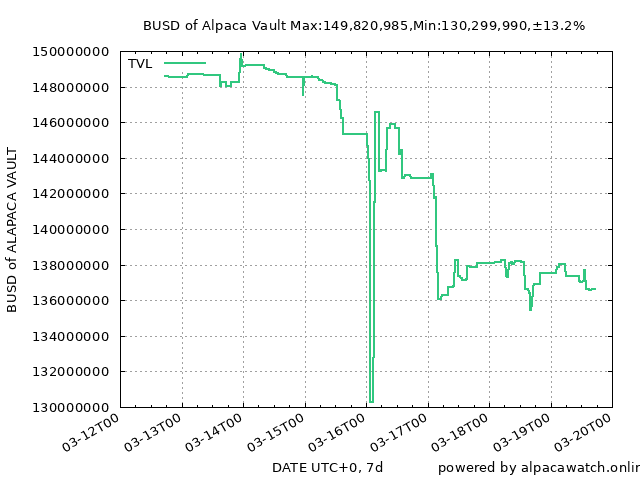 BUSD of Alpaca Vault Max:149,820,985,Min:130,299,990,±13.2%
TVL
150000000
148000000
146000000
144000000
142000000
140000000
138000000
136000000
134000000
132000000
130000000
BUSD of ALAPACA VAULT
03-12T00
03-13T00
03-14T00
03-15T00
03-16T00
03-17T00
03-18T00
03-19T00
03-20T00
DATE UTC+0, 7d
powered by alpacawatch.onlin